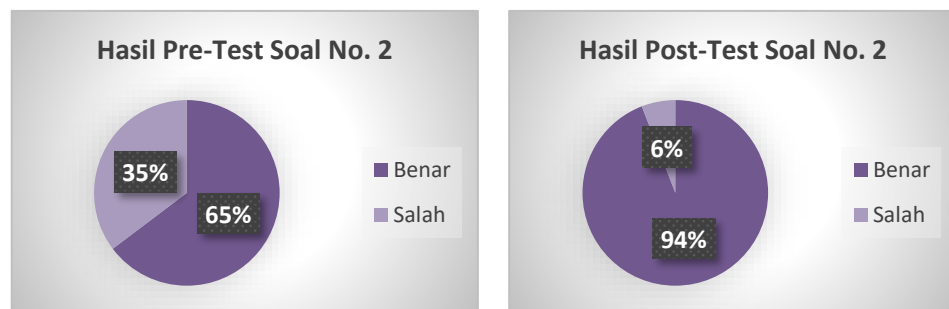 Hasil Pre-Test Soal No. 2
35%
65%
Benar
Salah
Hasil Post-Test Soal No. 2
6%
94%
Benar
Salah